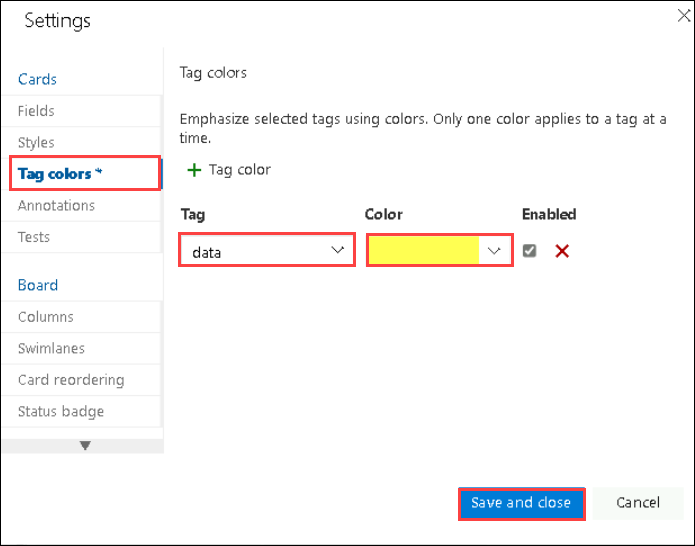 Settings
Cards
Fields
Styles
Tag colors *
Annotations
Tests
Board
Columns
Swimlanes
Card reordering
Status badge
Tag colors
Emphasize selected tags using colors. Only one color applies to a tag at a
time.
+ Tag color
Tag Color Enabled
data
Save and close Cancel